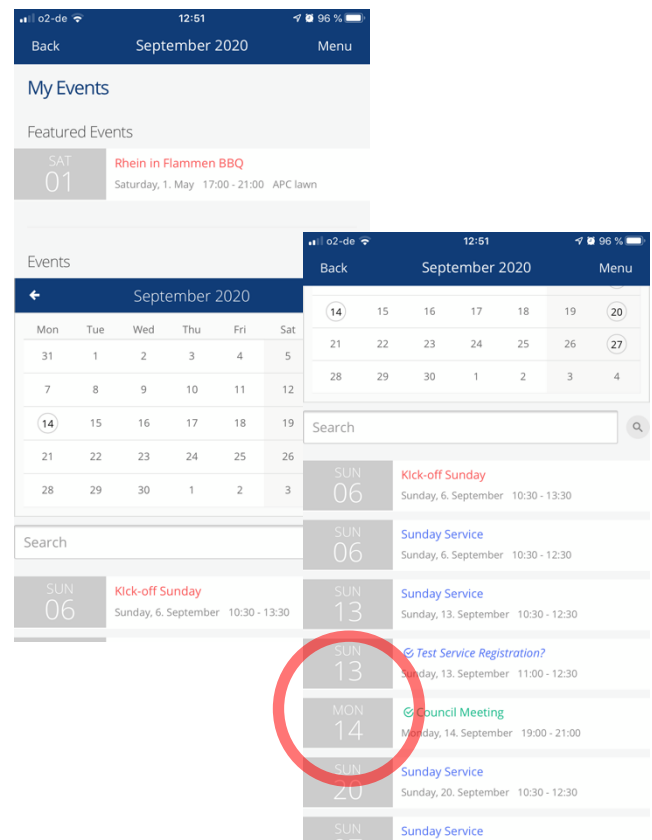 o2-de 12:51 96 %
Back September 2020 Menu
My Events
Featured Events
SAT
01
Rhein in Flammen BBQ
Saturday, 1. May 17:00 - 21:00 APC lawn
Events
September 2020
Mon Tue Wed Thu Fri Sat
31 1 2 3 4 5
7 8 9 10 11 12
14 15 16 17 18 19
21 22 23 24 25 26
28 29 30 1 2 3
Search
SUN
06
KIck-off Sunday
Sunday, 6. September 10:30 - 13:30
o2-de 12:51 96 %
Back September 2020 Menu
14 15 16 17 18 19 20
21 22 23 24 25 26 27
28 29 30 1 2 3 4
Search
SUN
06
KIck-off Sunday
Sunday, 6. September 10:30 - 13:30
SUN
06
Sunday Service
Sunday, 6. September 10:30 - 12:30
SUN
13
Sunday Service
Sunday, 13. September 10:30 - 12:30
SUN
13
Test Service Registration?
Sunday, 13. September 11:00 - 12:30
MON
14
Council Meeting
Monday, 14. September 19:00 - 21:00
SUN
20
Sunday Service
Sunday, 20. September 10:30 - 12:30
SUN
Sunday Service